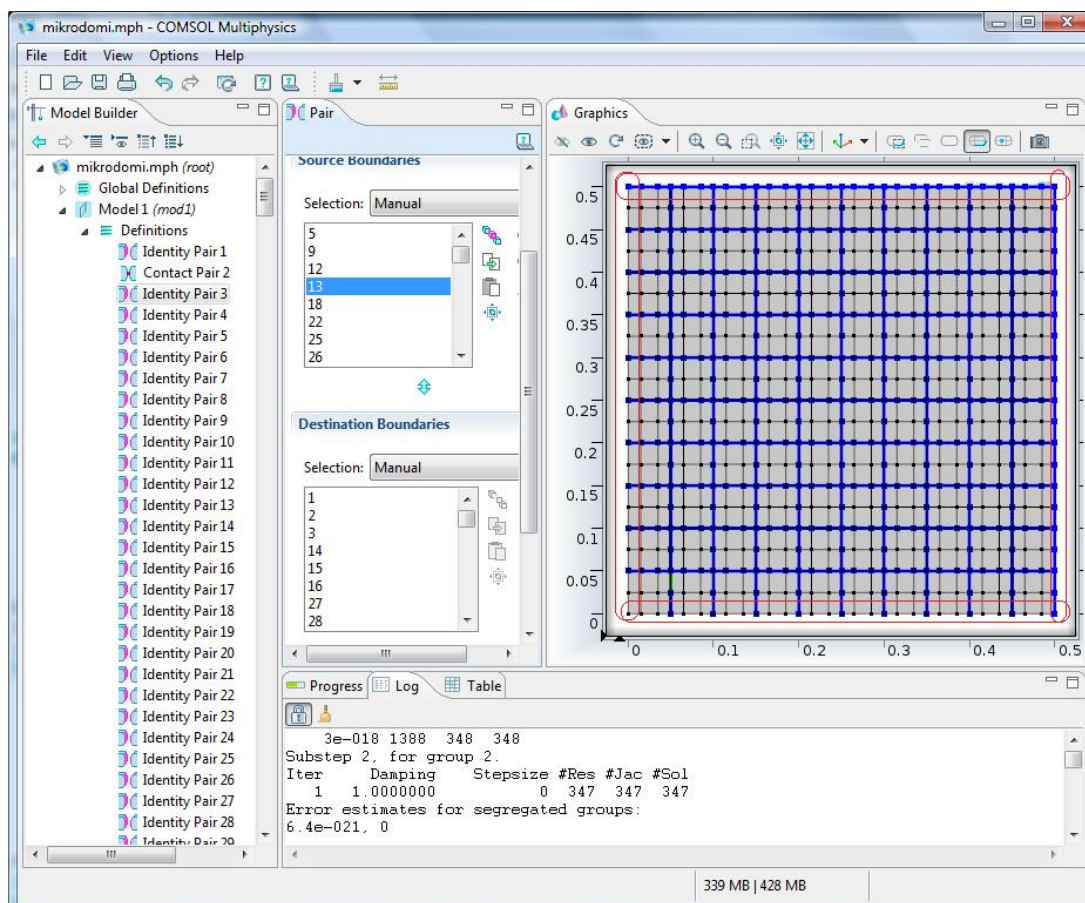 mikrodomi.mph - COMSOL Multiphysics
File Edit View Options Help
Model Builder
mikrodomi.mph (root)
Global Definitions
Model 1 (mod1)
Definitions
Identity Pair 1
Contact Pair 2
Identity Pair 3
Identity Pair 4
Identity Pair 5
Identity Pair 6
Identity Pair 7
Identity Pair 8
Identity Pair 9
Identity Pair 10
Identity Pair 11
Identity Pair 12
Identity Pair 13
Identity Pair 14
Identity Pair 15
Identity Pair 16
Identity Pair 17
Identity Pair 18
Identity Pair 19
Identity Pair 20
Identity Pair 21
Identity Pair 22
Identity Pair 23
Identity Pair 24
Identity Pair 25
Identity Pair 26
Identity Pair 27
Identity Pair 28
Identity Pair 29
Pair
Source Boundaries
Selection: Manual
5
9
12
13
18
22
25
26
Destination Boundaries
Selection: Manual
1
2
3
14
15
16
27
28
Graphics
0.5
0.45
0.4
0.35
0.3
0.25
0.2
0.15
0.1
0.05
0
0 0.1 0.2 0.3 0.4 0.5
Progress Log Table
3e-018 1388 348 348
Substep 2, for group 2.
Iter Damping Stepsize #Res #Jac #Sol
1 1.0000000 0 347 347 347
Error estimates for segregated groups:
6.4e-021, 0
339 MB | 428 MB